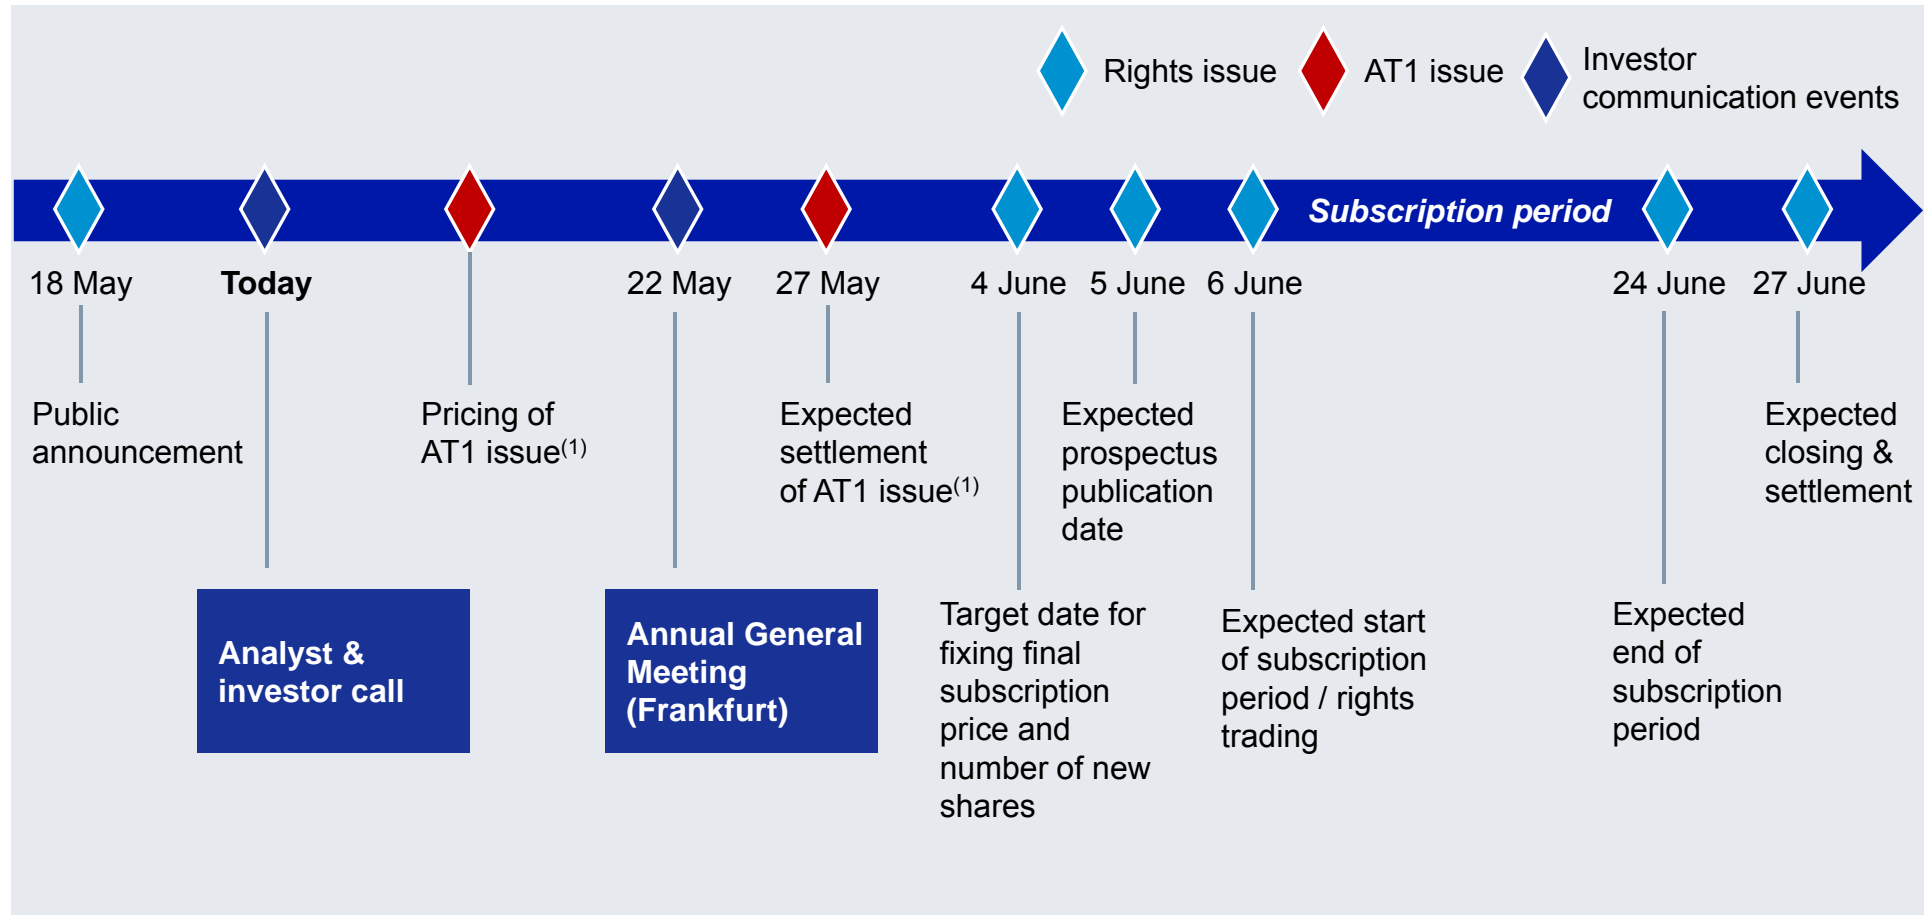 Rights issue
AT1 issue
Investor
communication events
Subscription period
18 May
Today
22 May
27 May
4 June
5 June
6 June
24 June
27 June
Public
announcement
Pricing of
AT1 issue(1)
Expected
settlement
of AT1 issue(1)
Expected
prospectus
publication
date
Expected
closing &
settlement
Analyst &
investor call
Annual General
Meeting
(Frankfurt)
Target date for
fixing final
subscription
price and
number of new
shares
Expected start
of subscription
period / rights
trading
Expected
end of
subscription
period